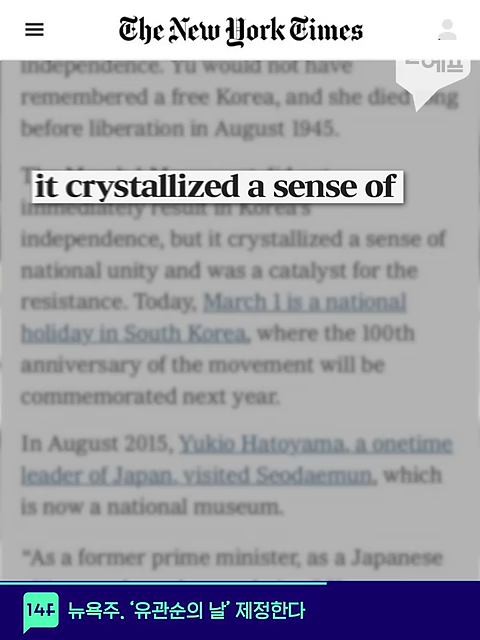 The New York Times
independence. Yu would not have
remembered a free Korea, and she died long
before liberation in August 1945.
it crystallized a sense of
immediately result in Korea's
independence, but it crystallized a sense of
national unity and was a catalyst for the
resistance. Today, March 1 is a national
holiday in South Korea, where the 100th
anniversary of the movement will be
commemorated next year.
In August 2015, Yukio Hatoyama, a onetime
leader of Japan, visited Seodaemun, which
is now a national museum.
“As a former prime minister, as a Japanese
14F 뉴욕주, ‘유관순의 날’ 제정한다